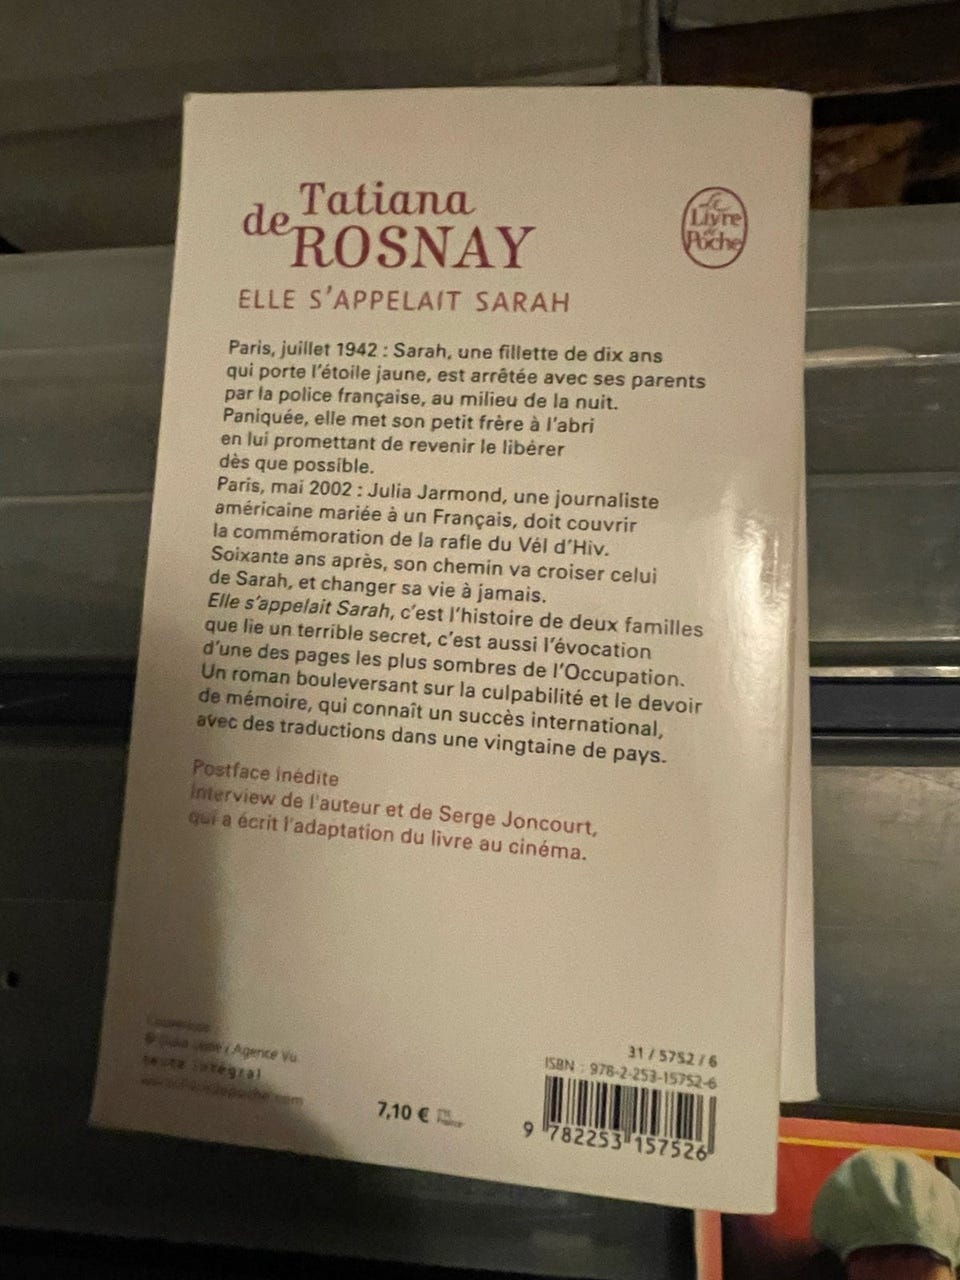 Tatiana
de ROSNAY
Le
Livre
de
Poche
ELLE S'APPELAIT SARAH
Paris, juillet 1942 : Sarah, une fillette de dix ans
qui porte l'étoile jaune, est arrêtée avec ses parents
par la police française, au milieu de la nuit.
Paniquée, elle met son petit frère à l'abri
en lui promettant de revenir le libérer
dès que possible.
Paris, mai 2002 : Julia Jarmond, une journaliste
américaine mariée à un Français, doit couvrir
la commémoration de la rafle du Vél d'Hiv.
Soixante ans après, son chemin va croiser celui
de Sarah, et changer sa vie à jamais.
Elle s'appelait Sarah, c'est l'histoire de deux familles
que lie un terrible secret, c'est aussi l'évocation
d'une des pages les plus sombres de l'Occupation.
Un roman bouleversant sur la culpabilité et le devoir
de mémoire, qui connaît un succès international,
avec des traductions dans une vingtaine de pays.
Postface inédite
Interview de l'auteur et de Serge Joncourt,
qui a écrit l'adaptation du livre au cinéma.
/ Agence Vu
texte intégral
31 / 5752 / 6
ISBN : 978-2-253-15752-6
7,10 €
9 782253 157526